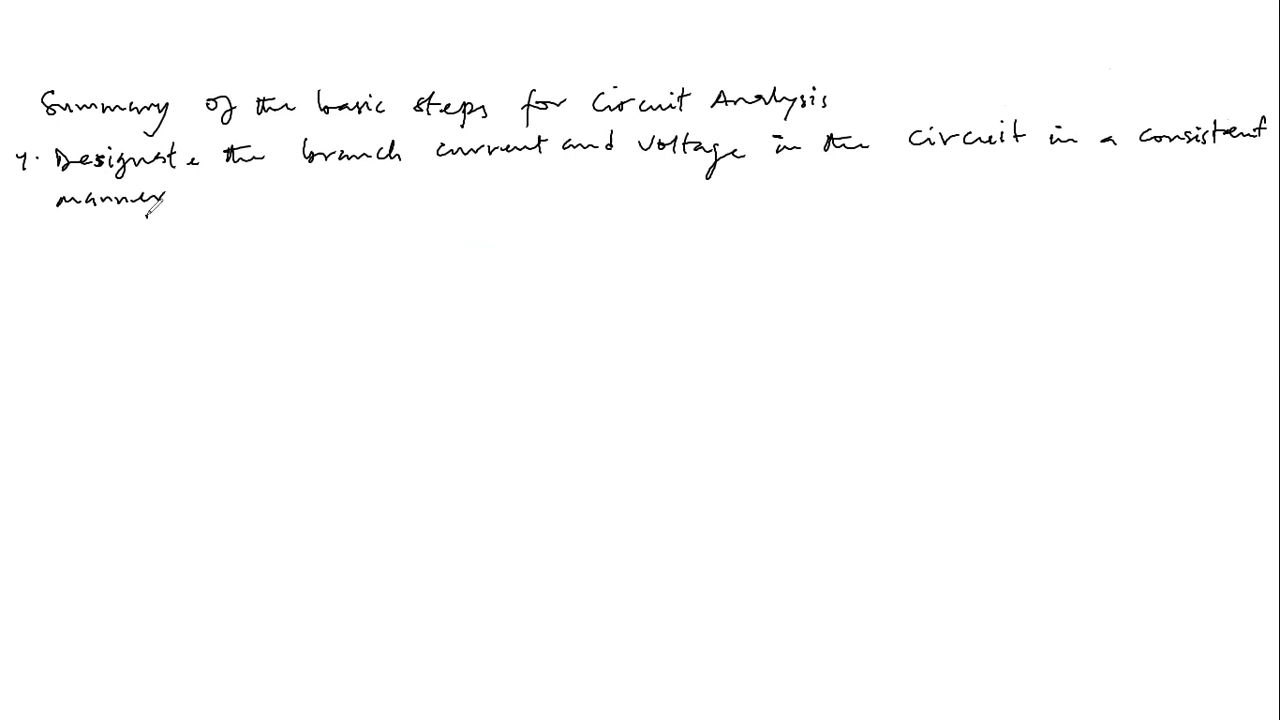 Summary of the basic steps for Circuit Analysis
1. Designate the branch current and voltage in the circuit in a consistent
manner